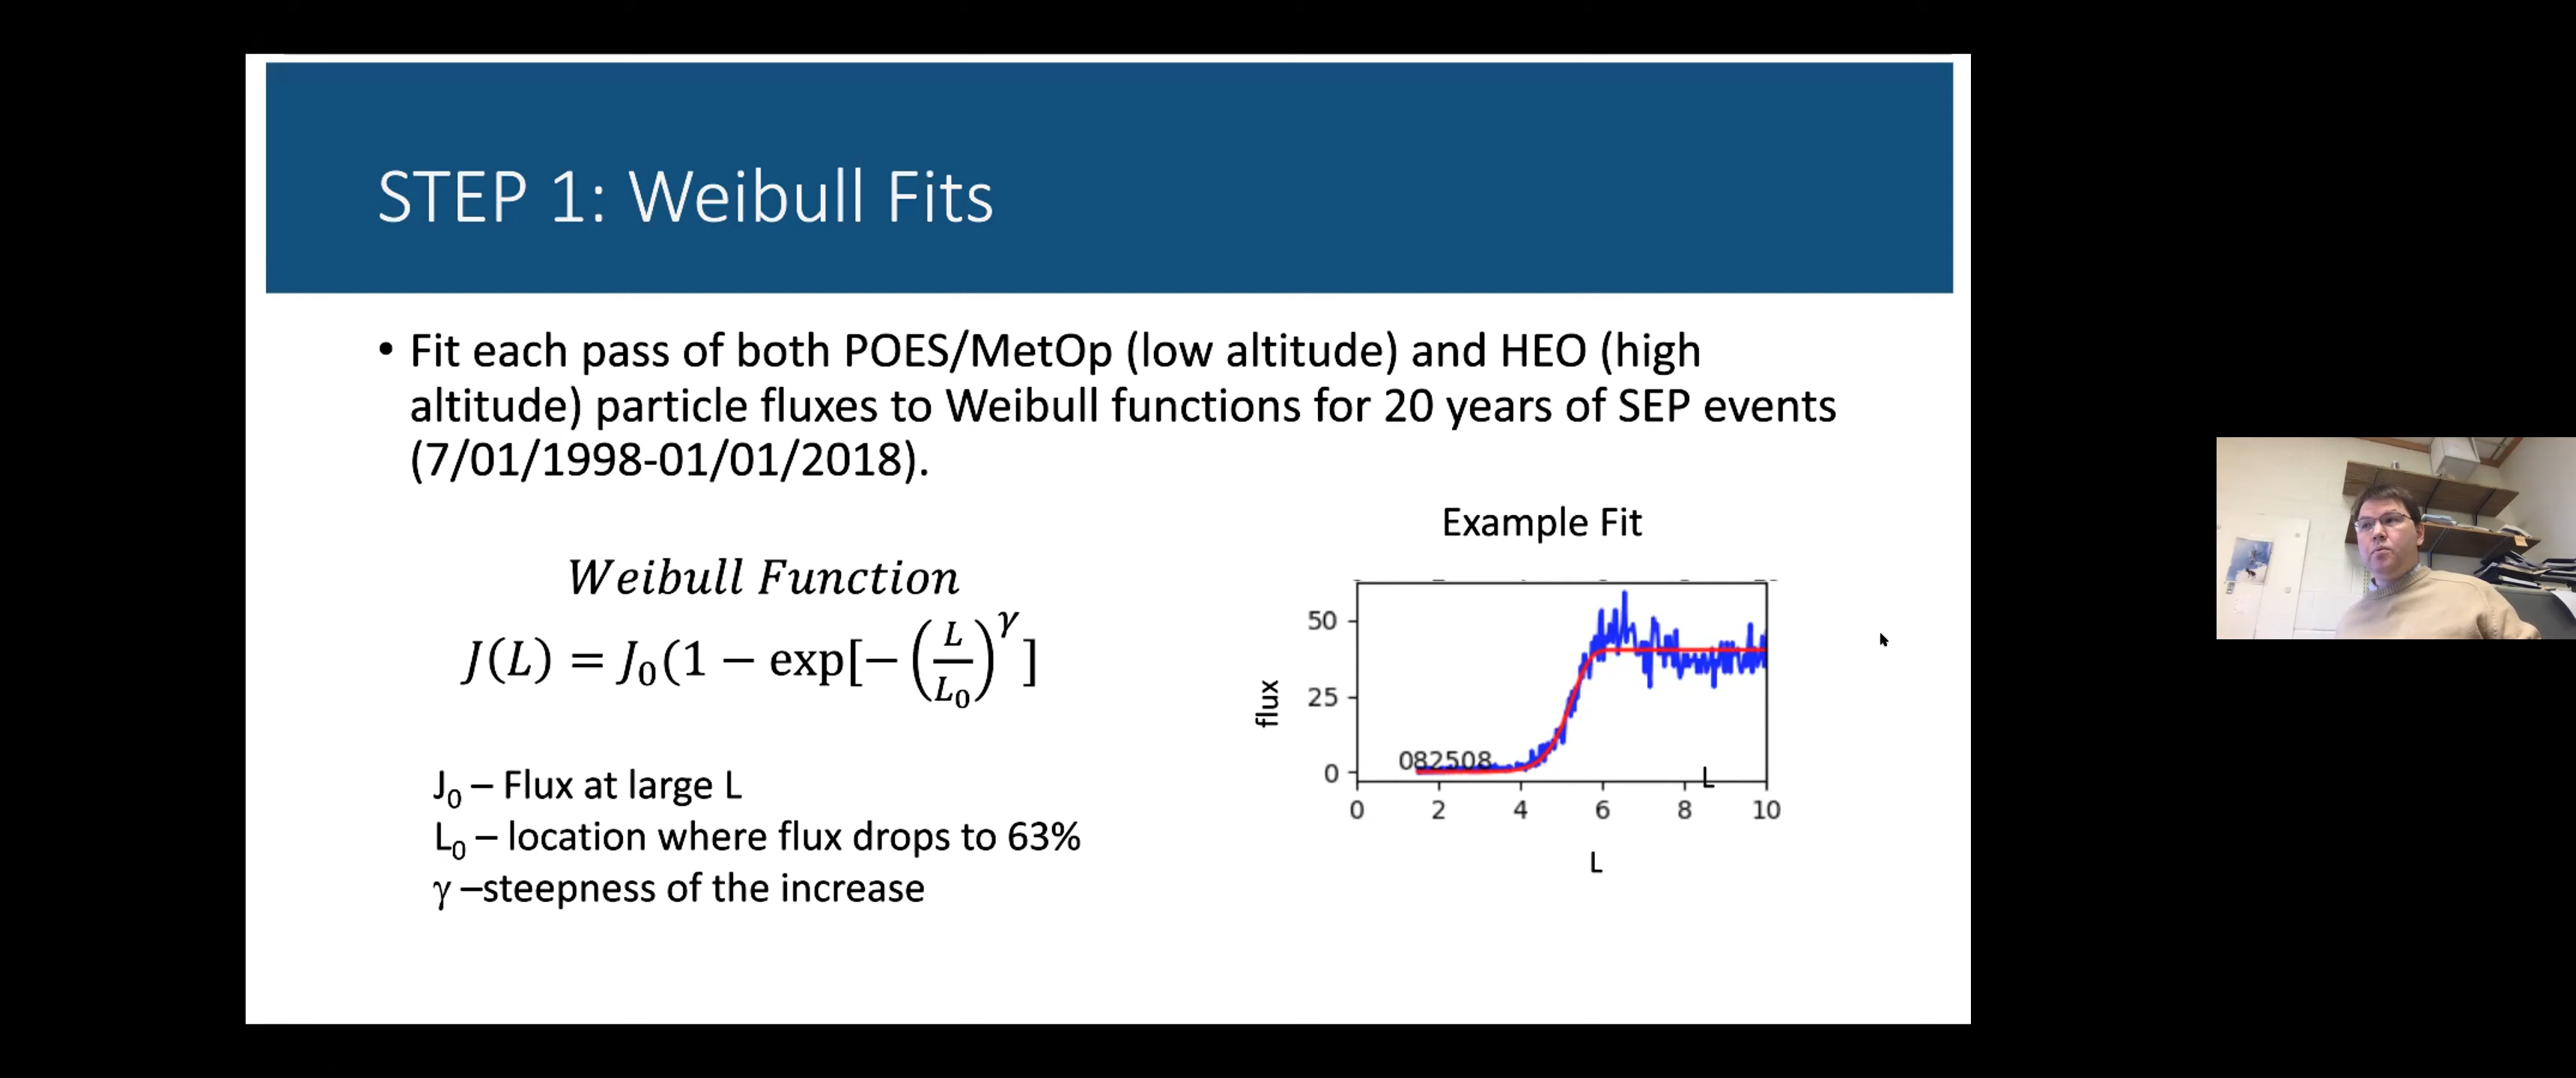 STEP 1: Weibull Fits
• Fit each pass of both POES/MetOp (low altitude) and HEO (high
altitude) particle fluxes to Weibull functions for 20 years of SEP events
(7/01/1998-01/01/2018).
Weibull Function
J(L) = J₀(1 − exp[−(L/L₀)^γ]
J₀ – Flux at large L
L₀ – location where flux drops to 63%
γ –steepness of the increase
Example Fit
flux
50
25
0
082508
L
0 2 4 6 8 10
L